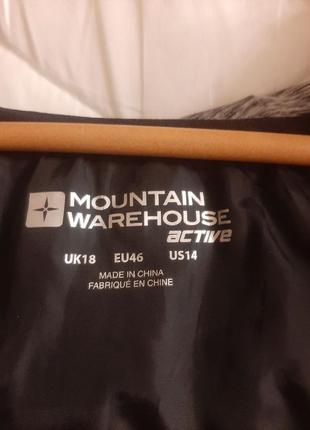 MOUNTAIN
WAREHOUSE
ACTIVE
UK18 EU46 US14
MADE IN CHINA
FABRIQUÉ EN CHINE